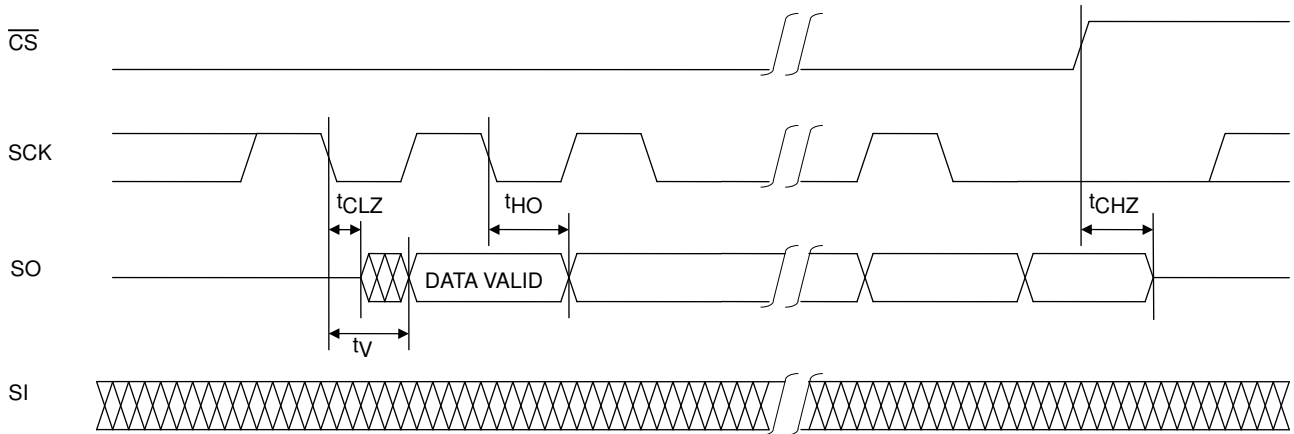 CS
SCK
tCLZ
tHO
tCHZ
SO
DATA VALID
tV
SI